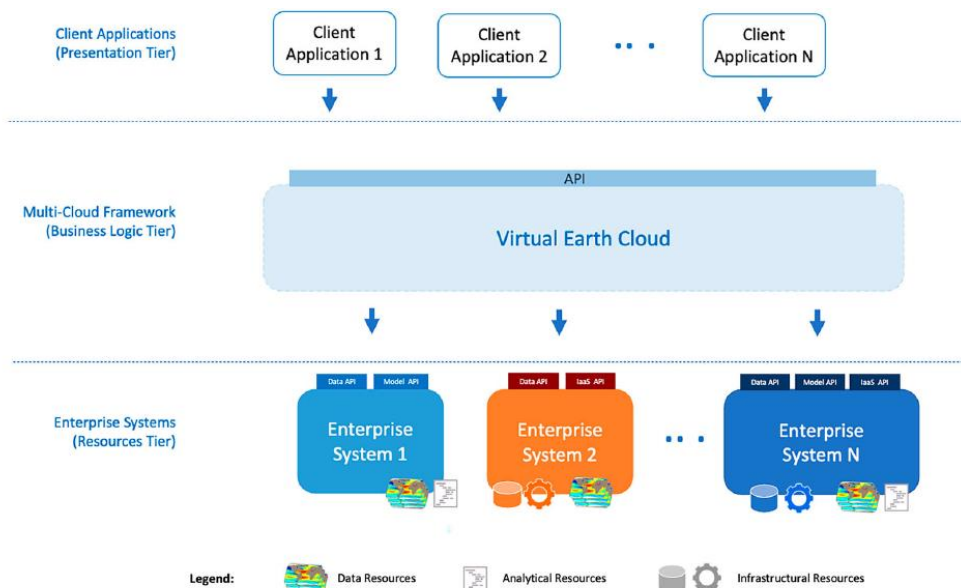 Client Applications
(Presentation Tier)
Client
Application 1
Client
Application 2
Client
Application N
API
Multi-Cloud Framework
(Business Logic Tier)
Virtual Earth Cloud
Data API
Model API
Data API
IaaS API
Data API
Model API
IaaS API
Enterprise Systems
(Resources Tier)
Enterprise
System 1
Enterprise
System 2
Enterprise
System N
Legend:
Data Resources
Analytical Resources
Infrastructural Resources